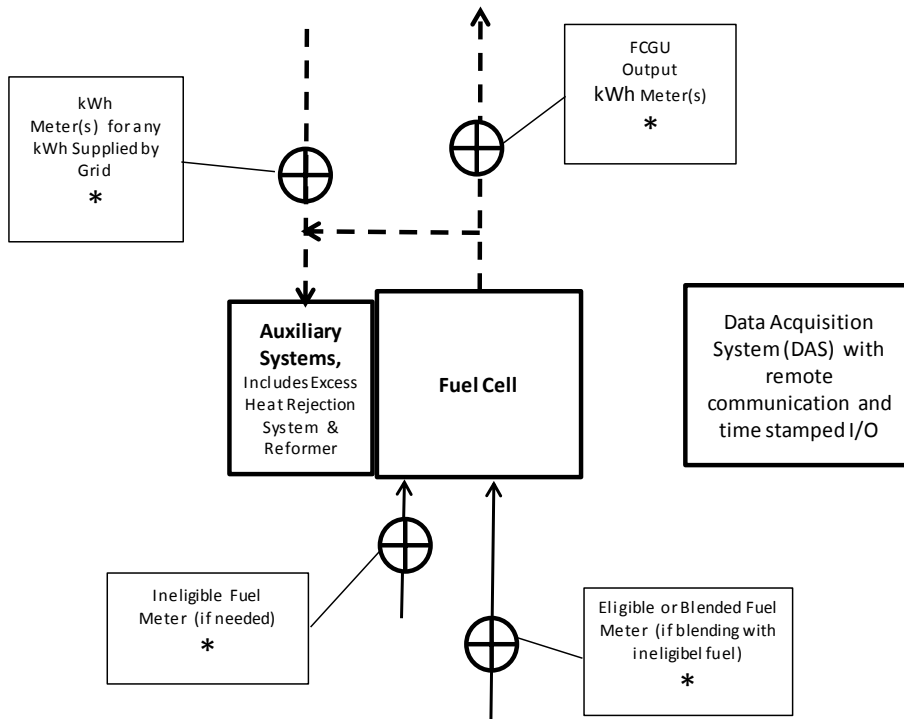 kWh
Meter(s) for any
kWh Supplied by
Grid
*
FCGU
Output
kWh Meter(s)
*
Auxiliary
Systems,
Includes Excess
Heat Rejection
System &
Reformer
Fuel Cell
Data Acquisition
System (DAS) with
remote
communication and
time stamped I/O
Ineligible Fuel
Meter (if needed)
*
Eligible or Blended Fuel
Meter (if blending with
ineligibel fuel)
*